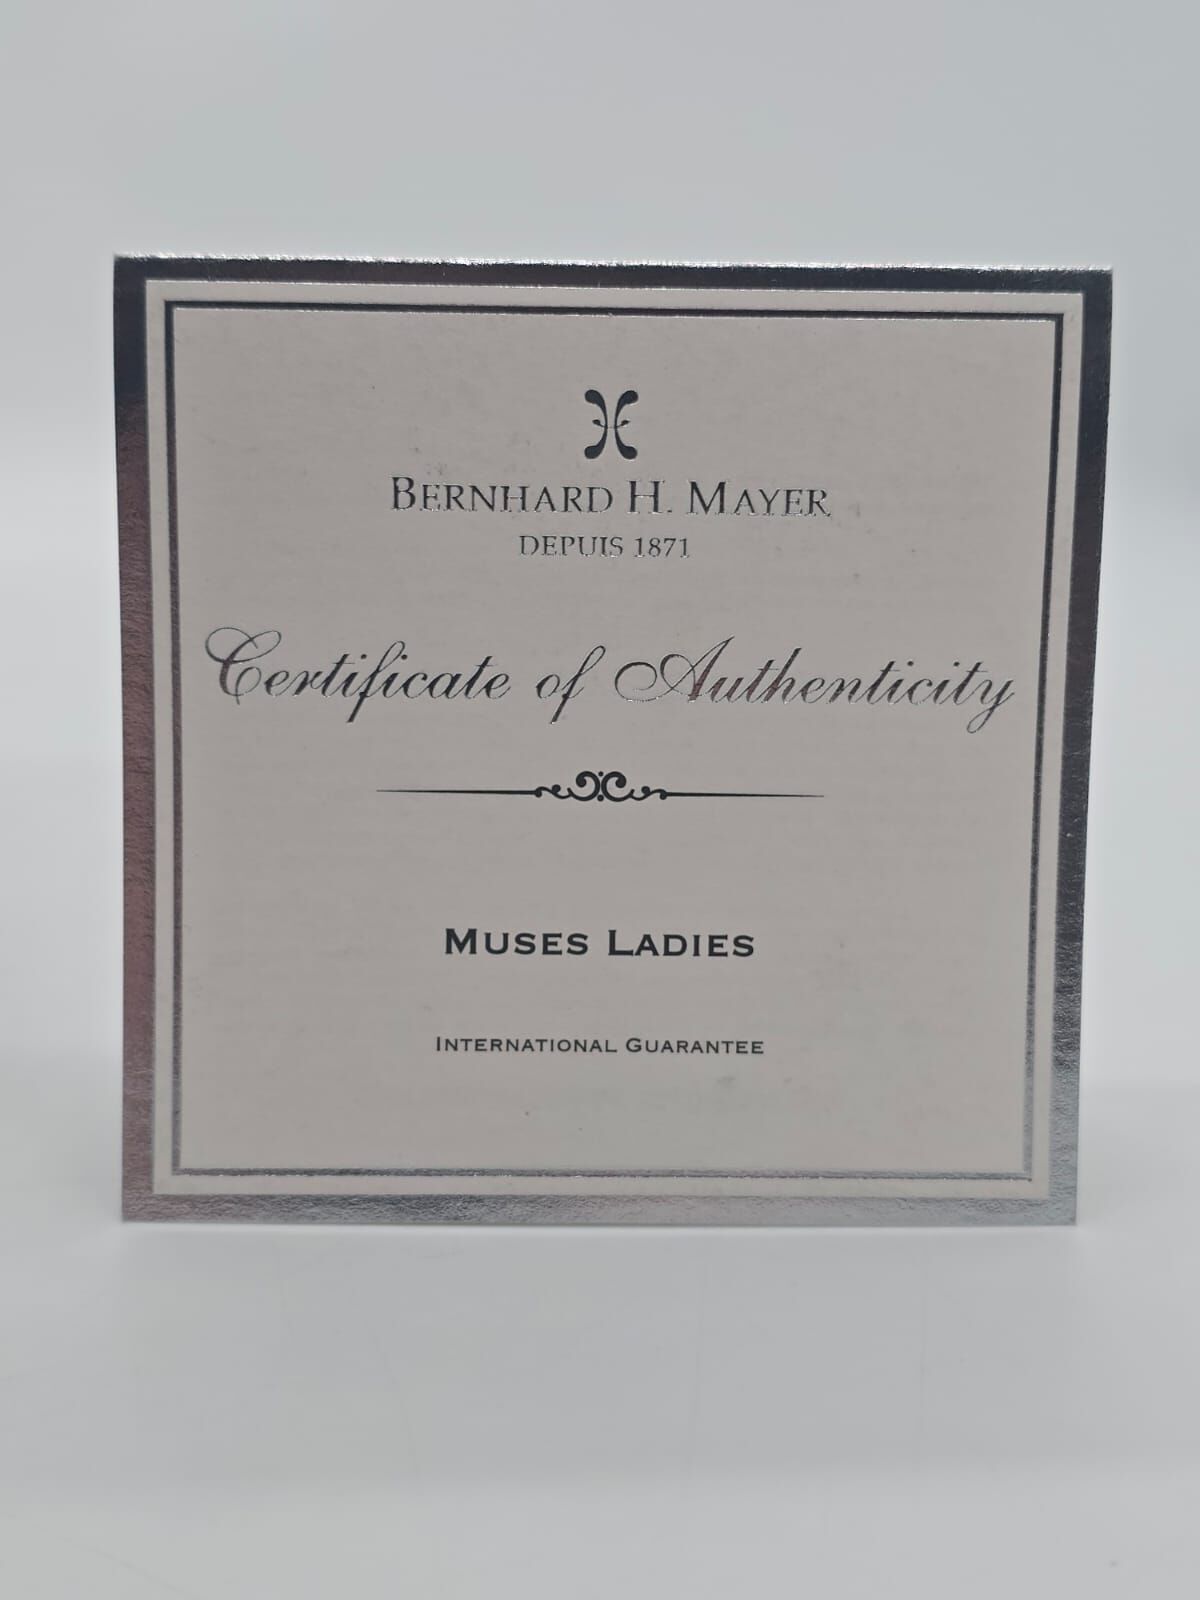 BERNHARD H. MAYER
DEPUIS 1871
Certificate of Authenticity
MUSES LADIES
INTERNATIONAL GUARANTEE